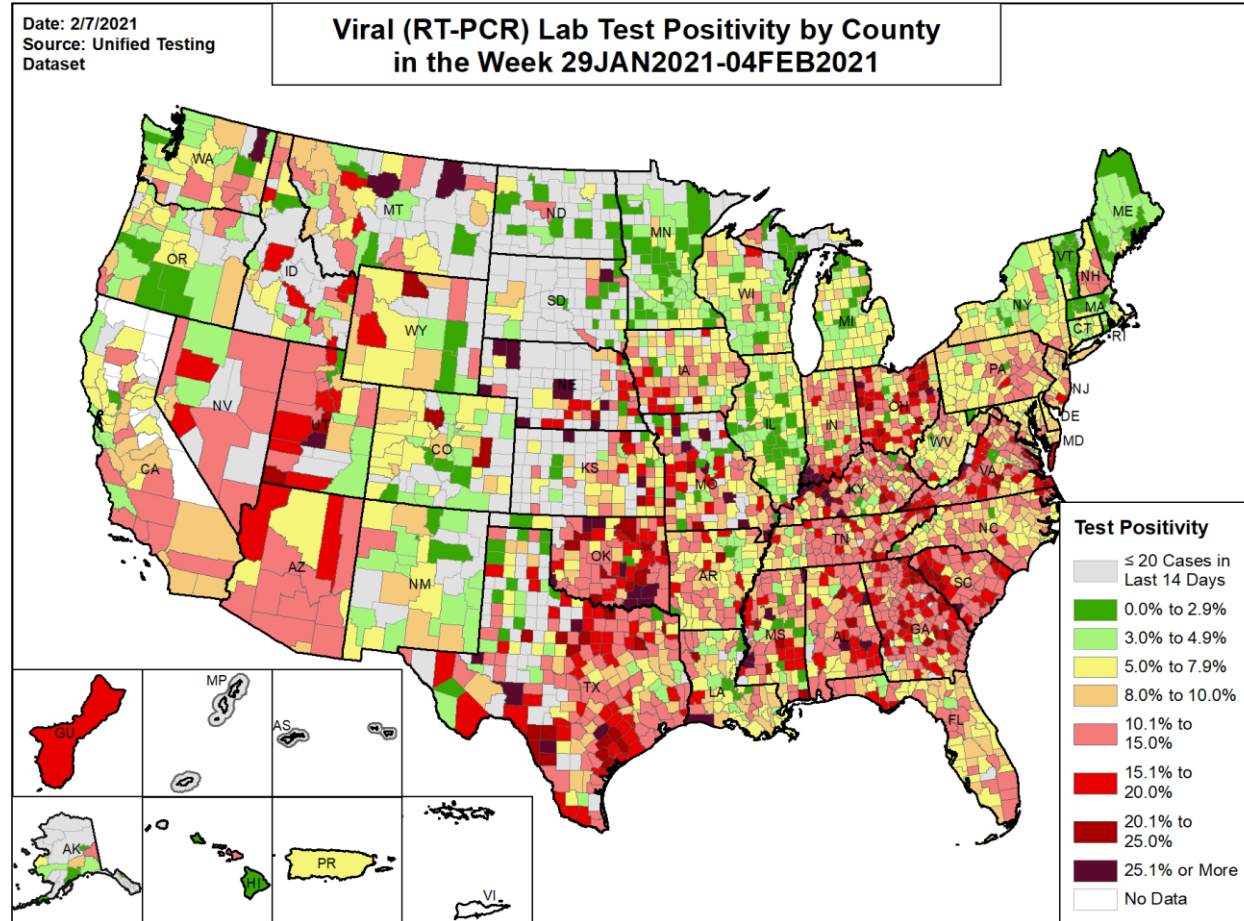 Date: 2/7/2021
Source: Unified Testing
Dataset
Viral (RT-PCR) Lab Test Positivity by County
in the Week 29JAN2021-04FEB2021
WA
MT
ND
MN
ME
OR
ID
SD
WI
VT
NH
NY
MA
CT
RI
WY
MI
IA
NE
PA
NJ
NV
UT
CO
IL
IN
OH
DE
MD
CA
KS
MO
WV
KY
VA
AZ
NM
OK
AR
TN
NC
SC
MS
AL
GA
TX
LA
FL
MP
GU
AS
AK
HI
PR
VI
Test Positivity
≤ 20 Cases in
Last 14 Days
0.0% to 2.9%
3.0% to 4.9%
5.0% to 7.9%
8.0% to 10.0%
10.1% to
15.0%
15.1% to
20.0%
20.1% to
25.0%
25.1% or More
No Data